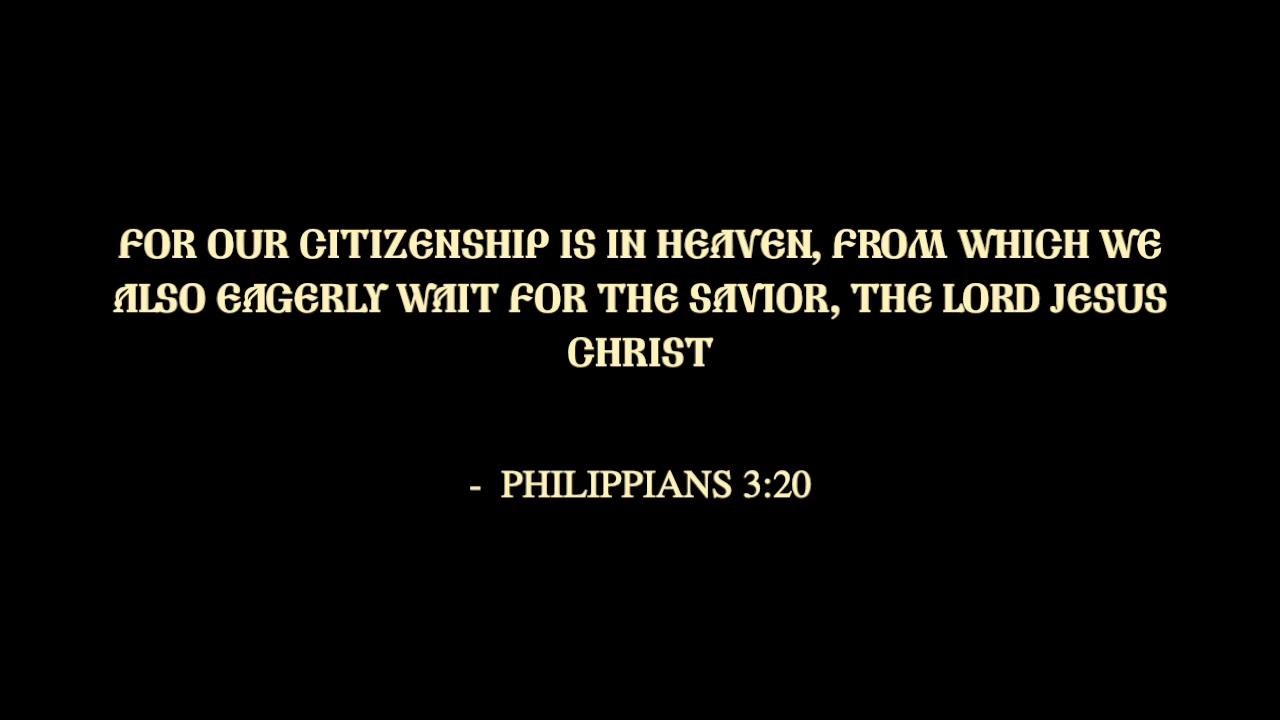 FOR OUR CITIZENSHIP IS IN HEAVEN, FROM WHICH WE
ALSO EAGERLY WAIT FOR THE SAVIOR, THE LORD JESUS
CHRIST
- PHILIPPIANS 3:20